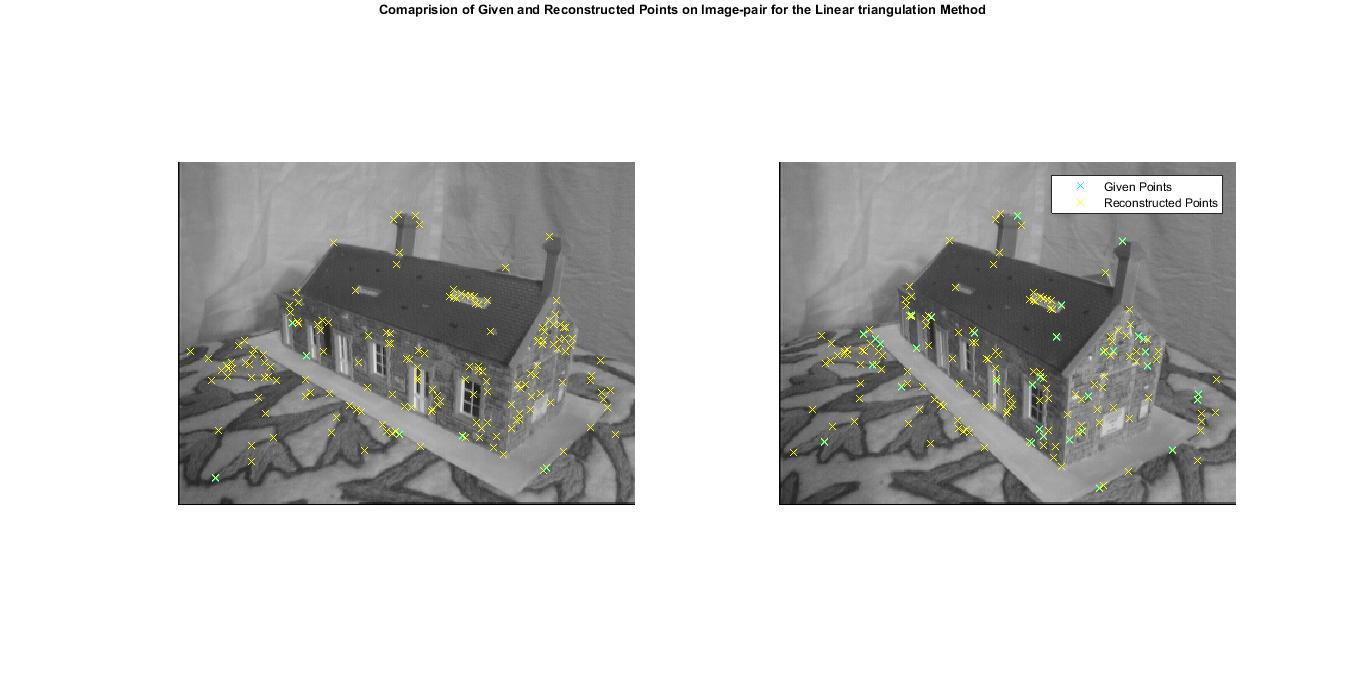 Comaprision of Given and Reconstructed Points on Image-pair for the Linear triangulation Method
Given Points
Reconstructed Points